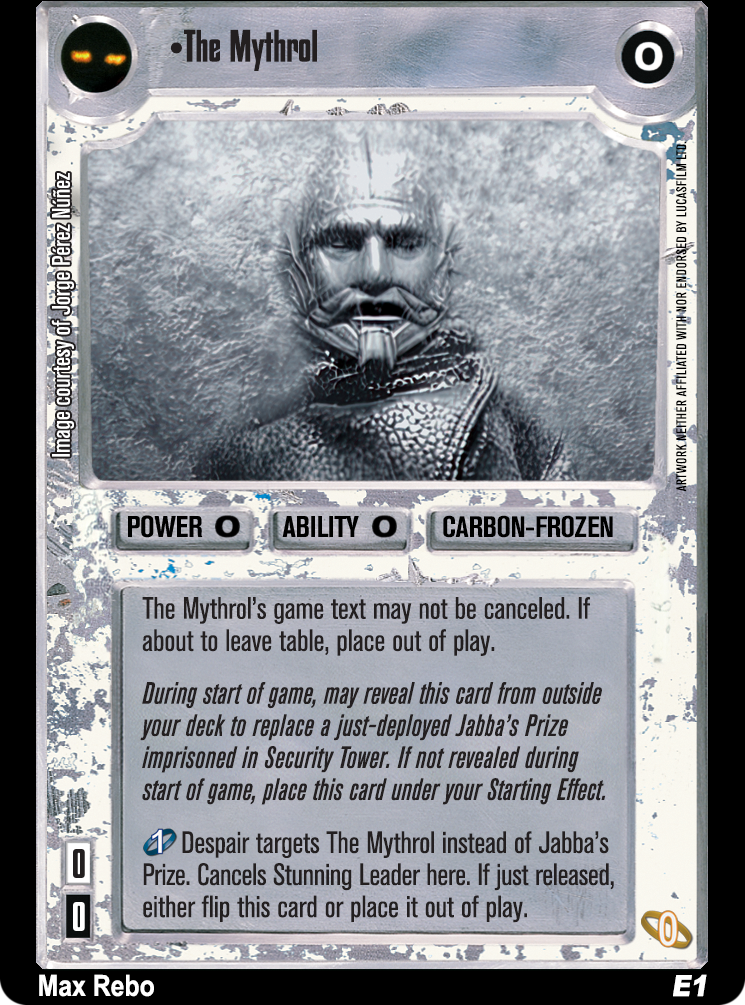 •The Mythrol
0
Image courtesy of Jorge Pérez Núñez
ARTWORK NEITHER AFFILIATED WITH NOR ENDORSED BY LUCASFILM LTD.
POWER 0
ABILITY 0
CARBON-FROZEN
The Mythrol's game text may not be canceled. If
about to leave table, place out of play.
During start of game, may reveal this card from outside
your deck to replace a just-deployed Jabba's Prize
imprisoned in Security Tower. If not revealed during
start of game, place this card under your Starting Effect.
1 Despair targets The Mythrol instead of Jabba's
Prize. Cancels Stunning Leader here. If just released,
either flip this card or place it out of play.
0
0
0
Max Rebo
E1